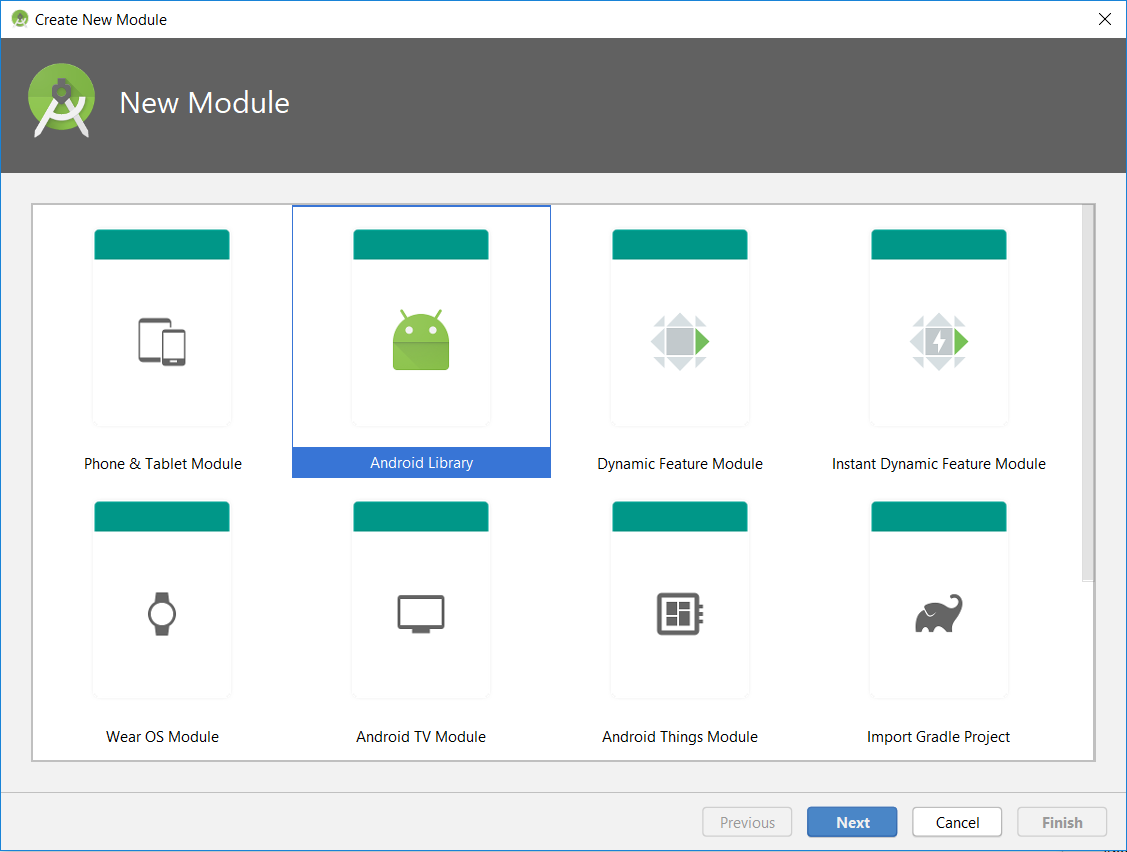 Create New Module
New Module
Phone & Tablet Module
Android Library
Dynamic Feature Module
Instant Dynamic Feature Module
Wear OS Module
Android TV Module
Android Things Module
Import Gradle Project
Previous
Next
Cancel
Finish